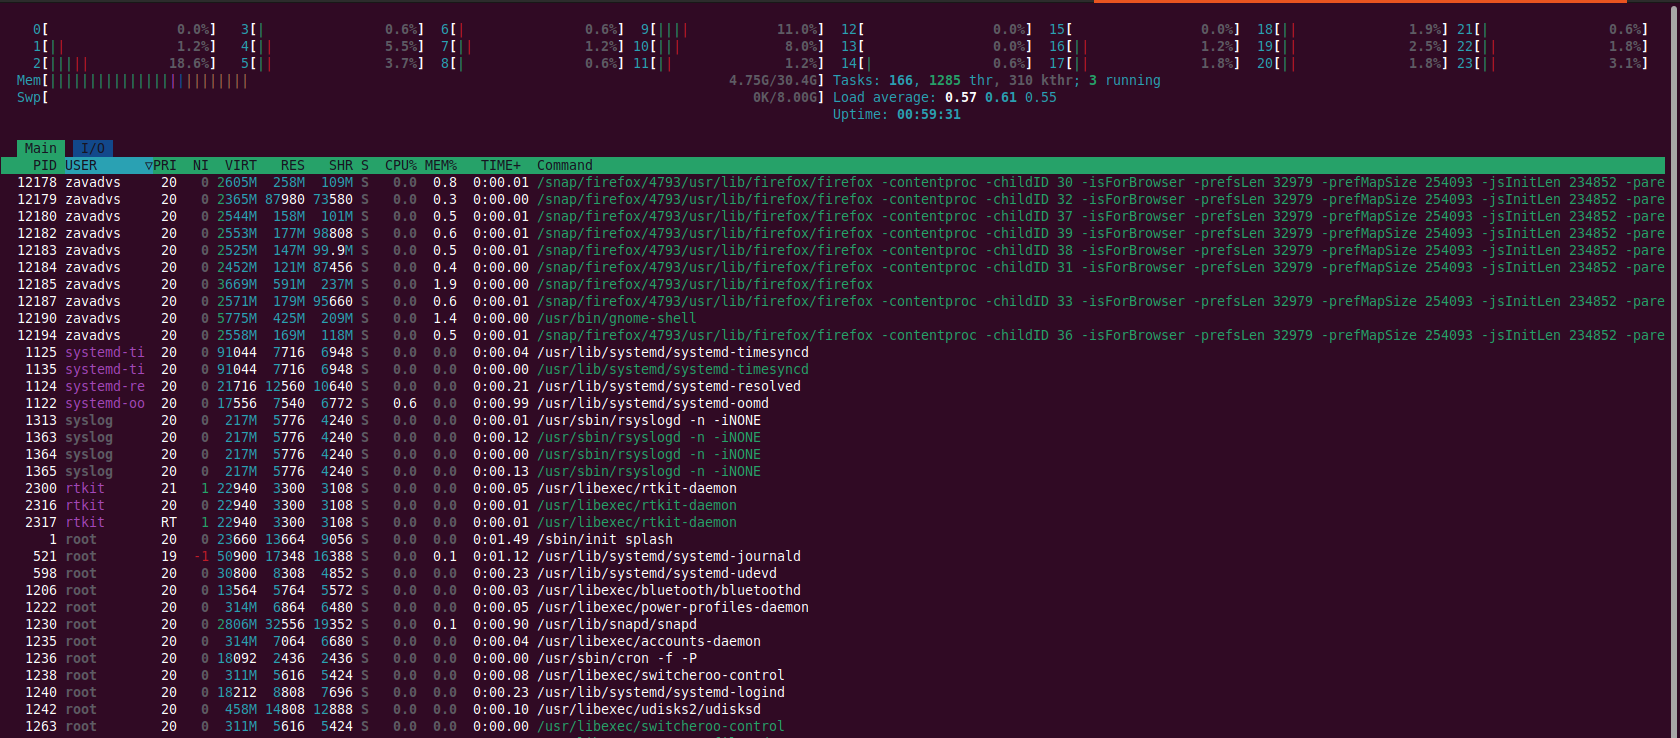 0[ 0.0%] 3[| 0.6%] 6[| 0.6%] 9[|||| 11.0%] 12[ 0.0%] 15[ 0.0%] 18[|| 1.9%] 21[| 0.6%]
1[|| 1.2%] 4[|| 5.5%] 7[|| 1.2%] 10[||| 8.0%] 13[ 0.0%] 16[|| 1.2%] 19[|| 2.5%] 22[|| 1.8%]
2[||||| 18.6%] 5[|| 3.7%] 8[| 0.6%] 11[|| 1.2%] 14[| 0.6%] 17[|| 1.8%] 20[|| 1.8%] 23[|| 3.1%]
Mem[||||||||||||||||||||||||| 4.75G/30.4G] Tasks: 166, 1285 thr, 310 kthr; 3 running
Swp[ 0K/8.00G] Load average: 0.57 0.61 0.55
Uptime: 00:59:31
Main I/O
PID USER ▽PRI NI VIRT RES SHR S CPU% MEM% TIME+ Command
12178 zavadvs 20 0 2605M 258M 109M S 0.0 0.8 0:00.01 /snap/firefox/4793/usr/lib/firefox/firefox -contentproc -childID 30 -isForBrowser -prefsLen 32979 -prefMapSize 254093 -jsInitLen 234852 -pare
12179 zavadvs 20 0 2365M 87980 73580 S 0.0 0.3 0:00.00 /snap/firefox/4793/usr/lib/firefox/firefox -contentproc -childID 32 -isForBrowser -prefsLen 32979 -prefMapSize 254093 -jsInitLen 234852 -pare
12180 zavadvs 20 0 2544M 158M 101M S 0.0 0.5 0:00.01 /snap/firefox/4793/usr/lib/firefox/firefox -contentproc -childID 37 -isForBrowser -prefsLen 32979 -prefMapSize 254093 -jsInitLen 234852 -pare
12182 zavadvs 20 0 2553M 177M 98808 S 0.0 0.6 0:00.01 /snap/firefox/4793/usr/lib/firefox/firefox -contentproc -childID 39 -isForBrowser -prefsLen 32979 -prefMapSize 254093 -jsInitLen 234852 -pare
12183 zavadvs 20 0 2525M 147M 99.9M S 0.0 0.5 0:00.01 /snap/firefox/4793/usr/lib/firefox/firefox -contentproc -childID 38 -isForBrowser -prefsLen 32979 -prefMapSize 254093 -jsInitLen 234852 -pare
12184 zavadvs 20 0 2452M 121M 87456 S 0.0 0.4 0:00.00 /snap/firefox/4793/usr/lib/firefox/firefox -contentproc -childID 31 -isForBrowser -prefsLen 32979 -prefMapSize 254093 -jsInitLen 234852 -pare
12185 zavadvs 20 0 3669M 591M 237M S 0.0 1.9 0:00.00 /snap/firefox/4793/usr/lib/firefox/firefox
12187 zavadvs 20 0 2571M 179M 95660 S 0.0 0.6 0:00.01 /snap/firefox/4793/usr/lib/firefox/firefox -contentproc -childID 33 -isForBrowser -prefsLen 32979 -prefMapSize 254093 -jsInitLen 234852 -pare
12190 zavadvs 20 0 5775M 425M 209M S 0.0 1.4 0:00.00 /usr/bin/gnome-shell
12194 zavadvs 20 0 2558M 169M 118M S 0.0 0.5 0:00.01 /snap/firefox/4793/usr/lib/firefox/firefox -contentproc -childID 36 -isForBrowser -prefsLen 32979 -prefMapSize 254093 -jsInitLen 234852 -pare
1125 systemd-ti 20 0 91044 7716 6948 S 0.0 0.0 0:00.04 /usr/lib/systemd/systemd-timesyncd
1135 systemd-ti 20 0 91044 7716 6948 S 0.0 0.0 0:00.00 /usr/lib/systemd/systemd-timesyncd
1124 systemd-re 20 0 21716 12560 10640 S 0.0 0.0 0:00.21 /usr/lib/systemd/systemd-resolved
1122 systemd-oo 20 0 17556 7540 6772 S 0.6 0.0 0:00.99 /usr/lib/systemd/systemd-oomd
1313 syslog 20 0 217M 5776 4240 S 0.0 0.0 0:00.01 /usr/sbin/rsyslogd -n -iNONE
1363 syslog 20 0 217M 5776 4240 S 0.0 0.0 0:00.12 /usr/sbin/rsyslogd -n -iNONE
1364 syslog 20 0 217M 5776 4240 S 0.0 0.0 0:00.00 /usr/sbin/rsyslogd -n -iNONE
1365 syslog 20 0 217M 5776 4240 S 0.0 0.0 0:00.13 /usr/sbin/rsyslogd -n -iNONE
2300 rtkit 21 1 22940 3300 3108 S 0.0 0.0 0:00.05 /usr/libexec/rtkit-daemon
2316 rtkit 20 0 22940 3300 3108 S 0.0 0.0 0:00.01 /usr/libexec/rtkit-daemon
2317 rtkit RT 1 22940 3300 3108 S 0.0 0.0 0:00.01 /usr/libexec/rtkit-daemon
1 root 20 0 23660 13664 9056 S 0.0 0.0 0:01.49 /sbin/init splash
521 root 19 -1 50900 17348 16388 S 0.0 0.1 0:01.12 /usr/lib/systemd/systemd-journald
598 root 20 0 30800 8308 4852 S 0.0 0.0 0:00.23 /usr/lib/systemd/systemd-udevd
1206 root 20 0 13564 5764 5572 S 0.0 0.0 0:00.03 /usr/libexec/bluetooth/bluetoothd
1222 root 20 0 314M 6864 6480 S 0.0 0.0 0:00.05 /usr/libexec/power-profiles-daemon
1230 root 20 0 2806M 32556 19352 S 0.0 0.1 0:00.90 /usr/lib/snapd/snapd
1235 root 20 0 314M 7064 6680 S 0.0 0.0 0:00.04 /usr/libexec/accounts-daemon
1236 root 20 0 18092 2436 2436 S 0.0 0.0 0:00.00 /usr/sbin/cron -f -P
1238 root 20 0 311M 5616 5424 S 0.0 0.0 0:00.08 /usr/libexec/switcheroo-control
1240 root 20 0 18212 8808 7696 S 0.0 0.0 0:00.23 /usr/lib/systemd/systemd-logind
1242 root 20 0 458M 14808 12888 S 0.0 0.0 0:00.10 /usr/libexec/udisks2/udisksd
1263 root 20 0 311M 5616 5424 S 0.0 0.0 0:00.00 /usr/libexec/switcheroo-control